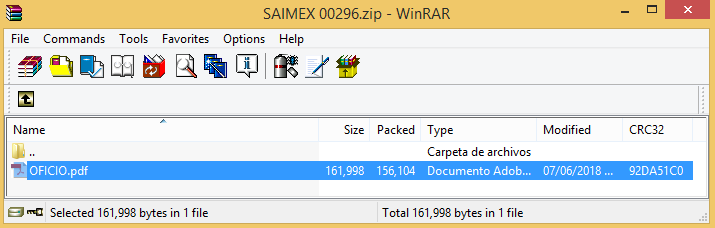 SAIMEX 00296.zip - WinRAR
File Commands Tools Favorites Options Help
Name Size Packed Type Modified CRC32
.. Carpeta de archivos
OFICIO.pdf 161,998 156,104 Documento Adob... 07/06/2018 ... 92DA51C0
Selected 161,998 bytes in 1 file Total 161,998 bytes in 1 file